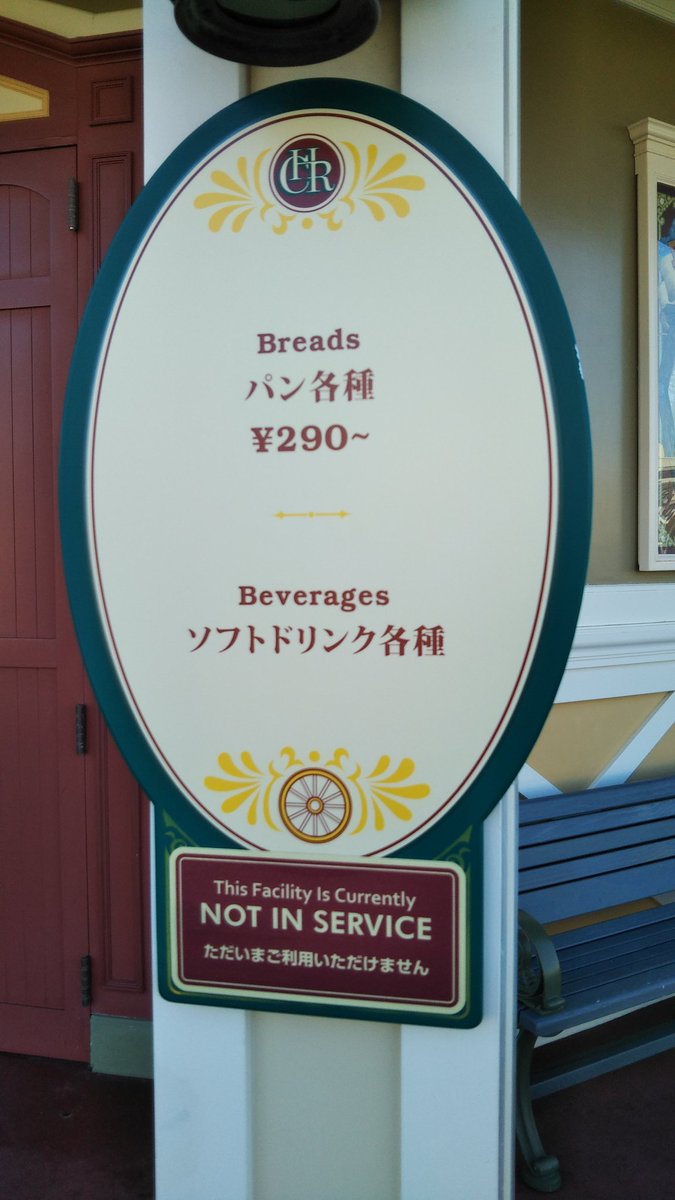 HCR
Breads
パン各種
¥290~
Beverages
ソフトドリンク各種
This Facility Is Currently
NOT IN SERVICE
ただいまご利用いただけません